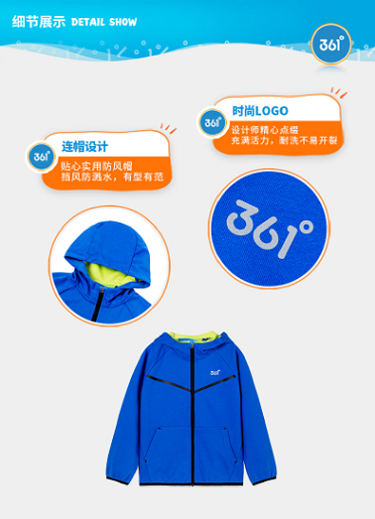 细节展示 DETAIL SHOW
361°
361°
时尚LOGO
设计师精心点缀
充满活力，耐洗不易开裂
361°
连帽设计
贴心实用防风帽
挡风防溅水，有型有范
361°
361°